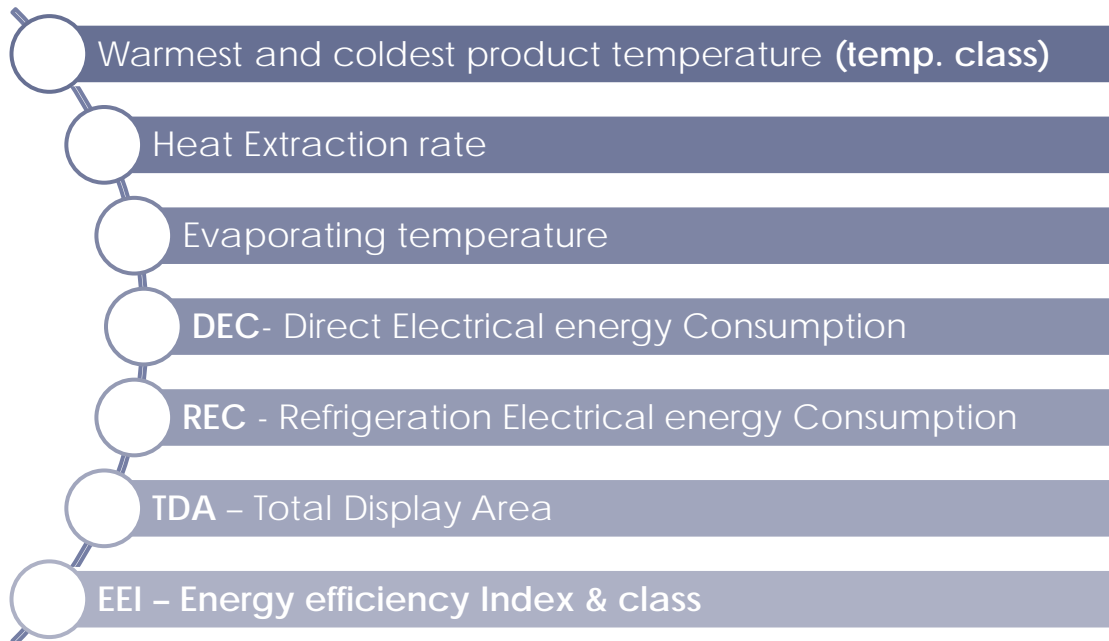 Warmest and coldest product temperature (temp. class)
Heat Extraction rate
Evaporating temperature
DEC- Direct Electrical energy Consumption
REC - Refrigeration Electrical energy Consumption
TDA – Total Display Area
EEI – Energy efficiency Index & class